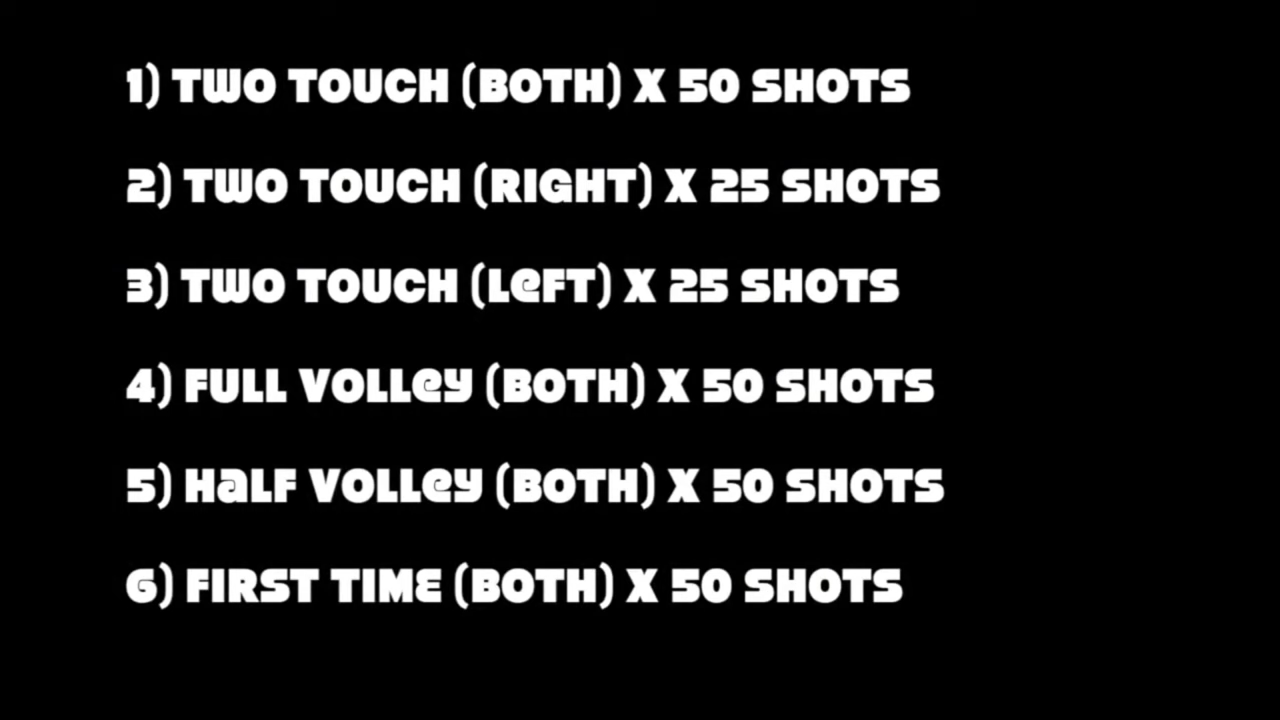 1) TWO TOUCH (BOTH) X 50 SHOTS
2) TWO TOUCH (RIGHT) X 25 SHOTS
3) TWO TOUCH (LEFT) X 25 SHOTS
4) FULL VOLLEY (BOTH) X 50 SHOTS
5) HALF VOLLEY (BOTH) X 50 SHOTS
6) FIRST TIME (BOTH) X 50 SHOTS